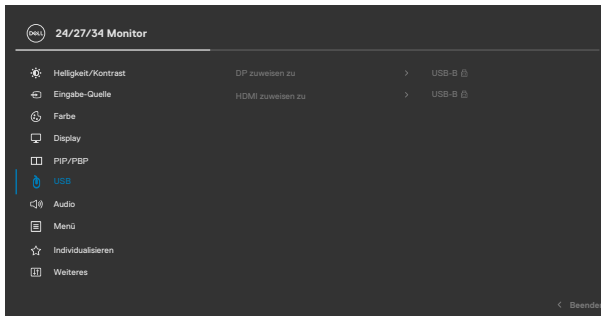 DELL 24/27/34 Monitor
Helligkeit/Kontrast DP zuweisen zu > USB-B
Eingabe-Quelle HDMI zuweisen zu > USB-B
Farbe
Display
PIP/PBP
USB
Audio
Menü
Individualisieren
Weiteres
< Beenden